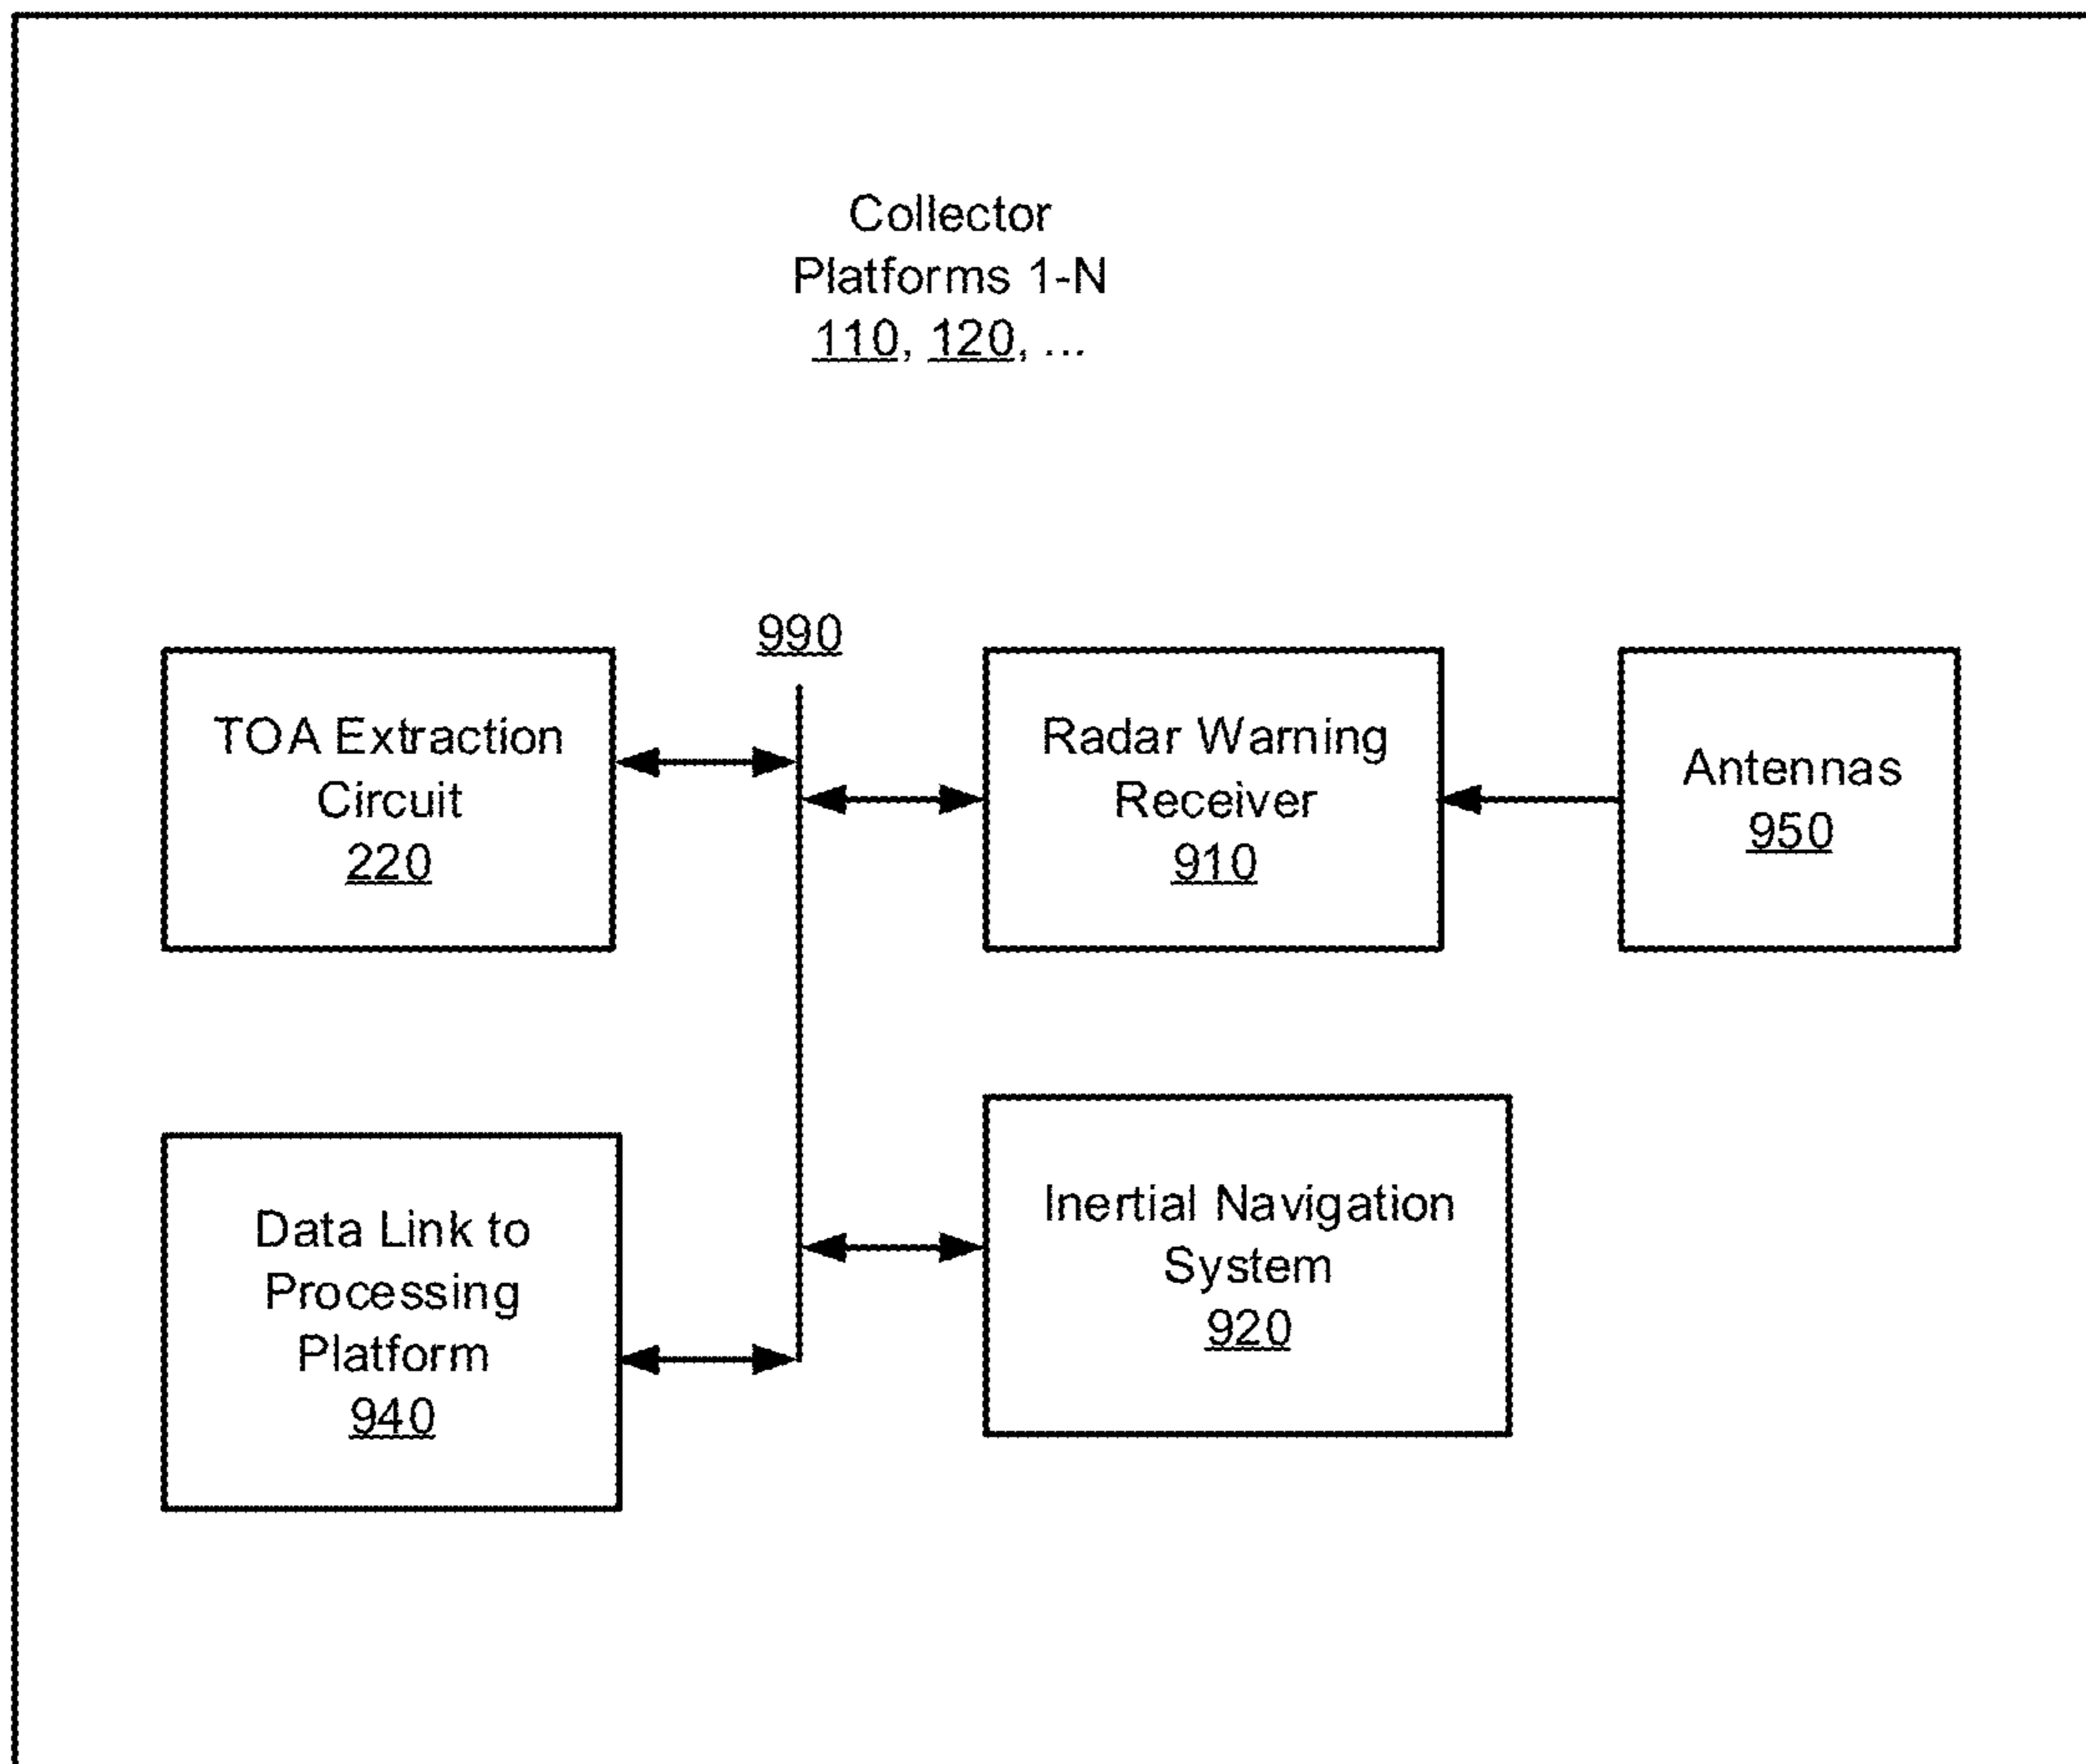 Collector
Platforms 1-N
110, 120, ...
990
TOA Extraction
Circuit
220
Radar Warning
Receiver
910
Antennas
950
Data Link to
Processing
Platform
940
Inertial Navigation
System
920